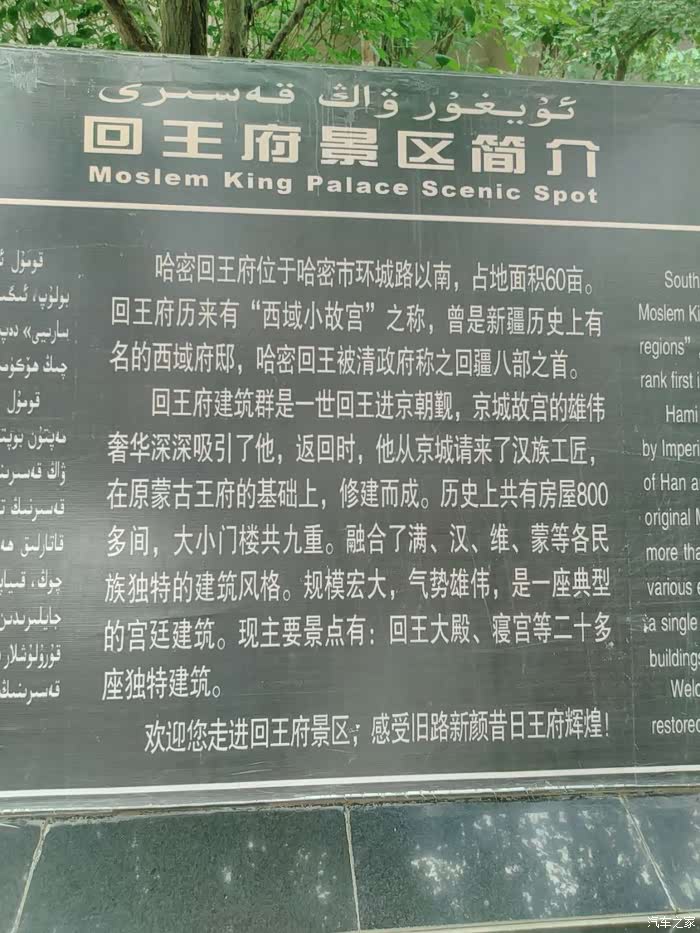 ئۇيغۇر ۋاڭ قەسىرى
回王府景区简介
Moslem King Palace Scenic Spot
哈密回王府位于哈密市环城路以南，占地面积60亩。
回王府历来有“西域小故宫”之称，曾是新疆历史上有
名的西域府邸，哈密回王被清政府称之回疆八部之首。
回王府建筑群是一世回王进京朝觐，京城故宫的雄伟
奢华深深吸引了他，返回时，他从京城请来了汉族工匠，
在原蒙古王府的基础上，修建而成。历史上共有房屋800
多间，大小门楼共九重。融合了满、汉、维、蒙等各民
族独特的建筑风格。规模宏大，气势雄伟，是一座典型
的宫廷建筑。现主要景点有：回王大殿、寝宫等二十多
座独特建筑。
欢迎您走进回王府景区，感受旧路新颜昔日王府辉煌！
South
Moslem Ki
regions”
rank first i
Ham
by Imperi
of Han a
original M
more tha
various e
a single
buildings
Welc
restored
汽车之家